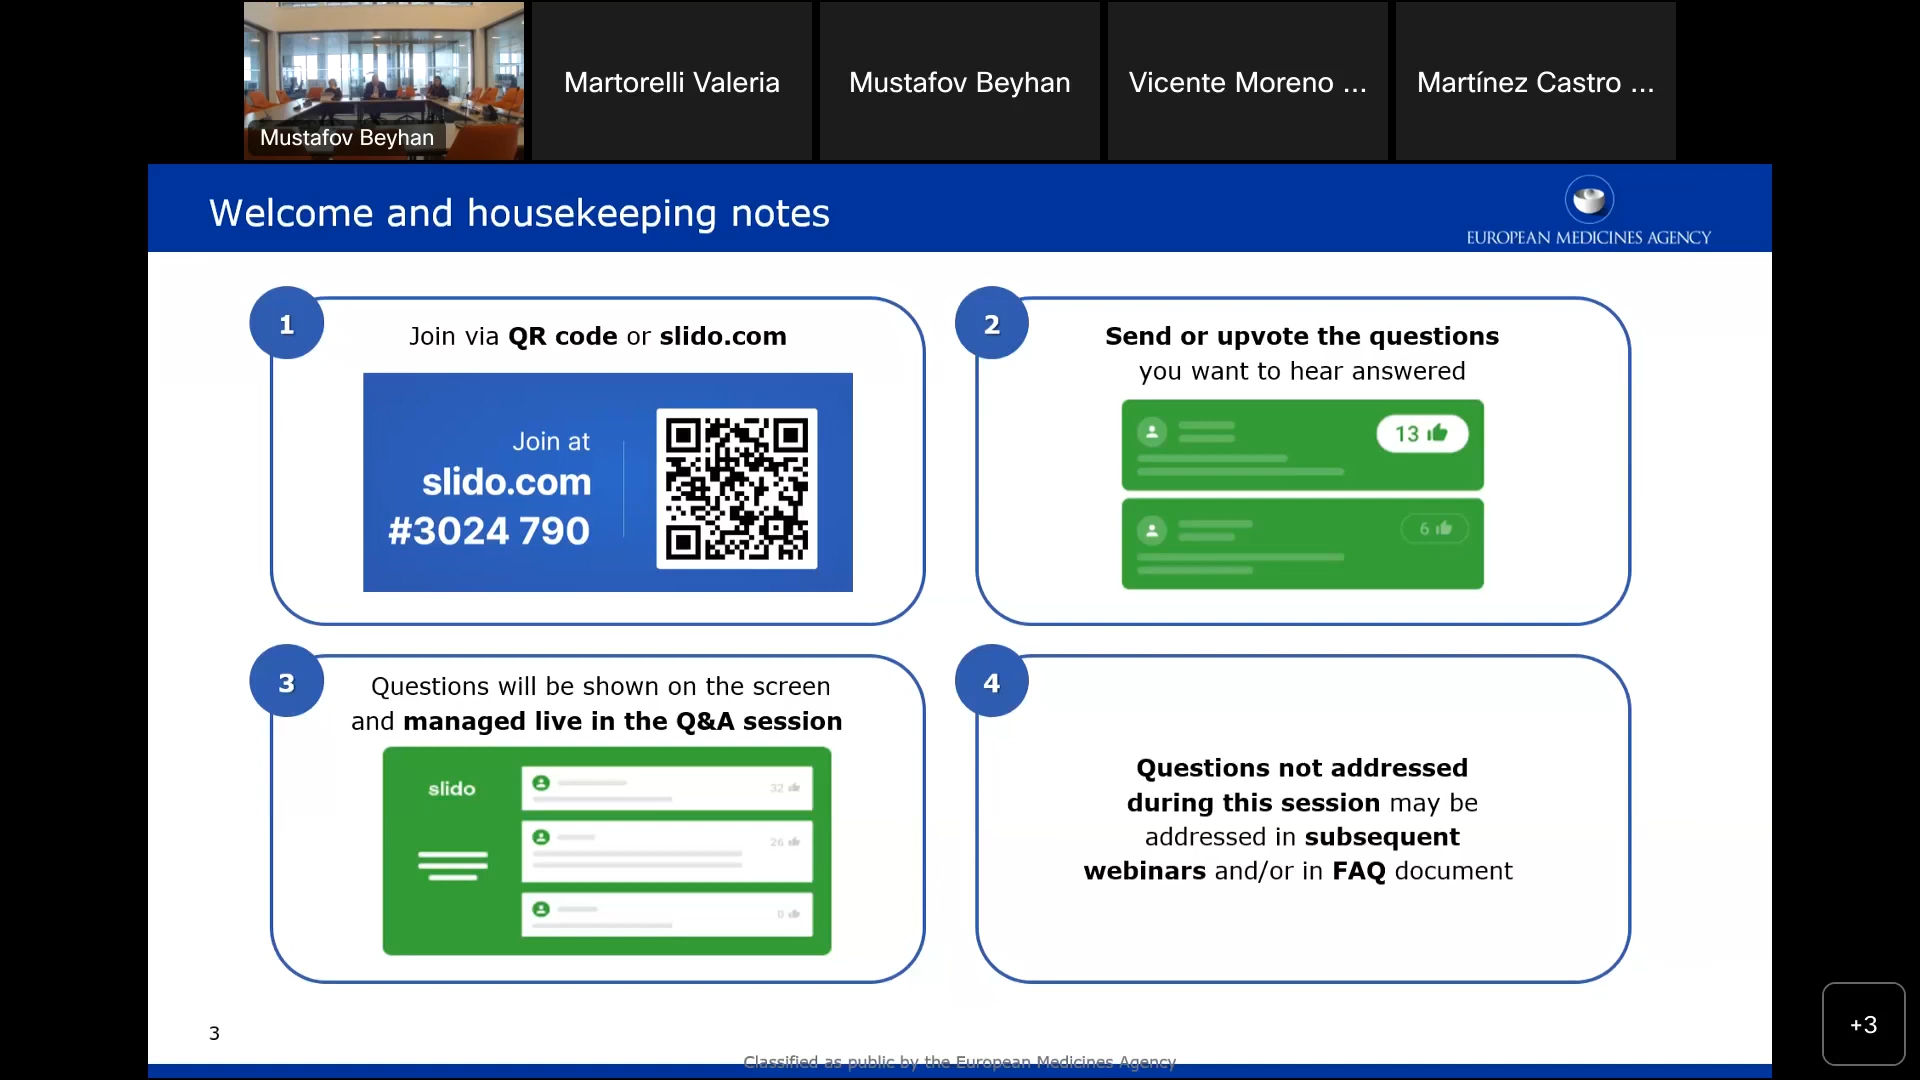 Mustafov Beyhan
Martorelli Valeria
Mustafov Beyhan
Vicente Moreno ...
Martínez Castro ...
Welcome and housekeeping notes
EUROPEAN MEDICINES AGENCY
1
Join via QR code or slido.com
Join at
slido.com
#3024 790
2
Send or upvote the questions
you want to hear answered
13
6
3
Questions will be shown on the screen
and managed live in the Q&A session
slido
32
26
0
4
Questions not addressed
during this session may be
addressed in subsequent
webinars and/or in FAQ document
3
Classified as public by the European Medicines Agency
+3